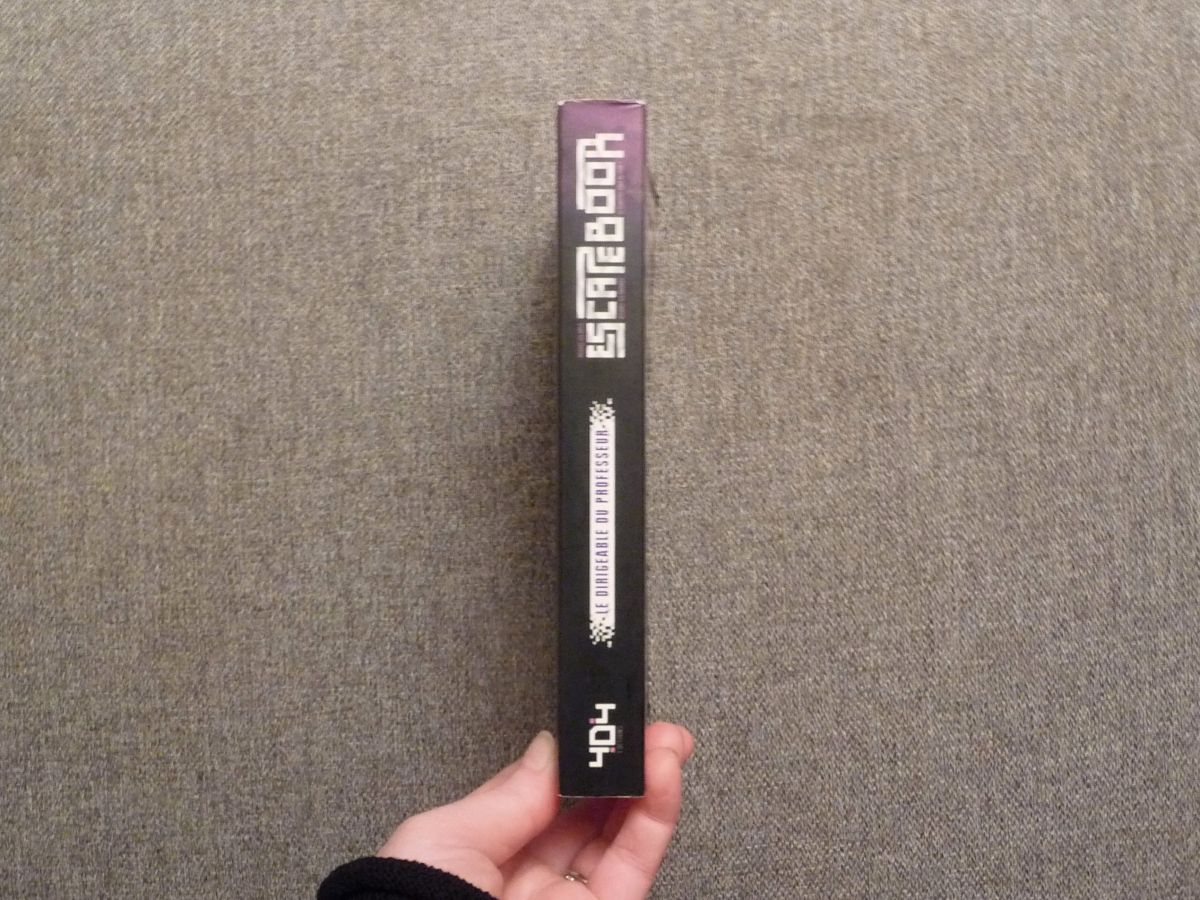 ESCAPE BOOK
LE DIRIGEABLE DU PROFESSEUR
404